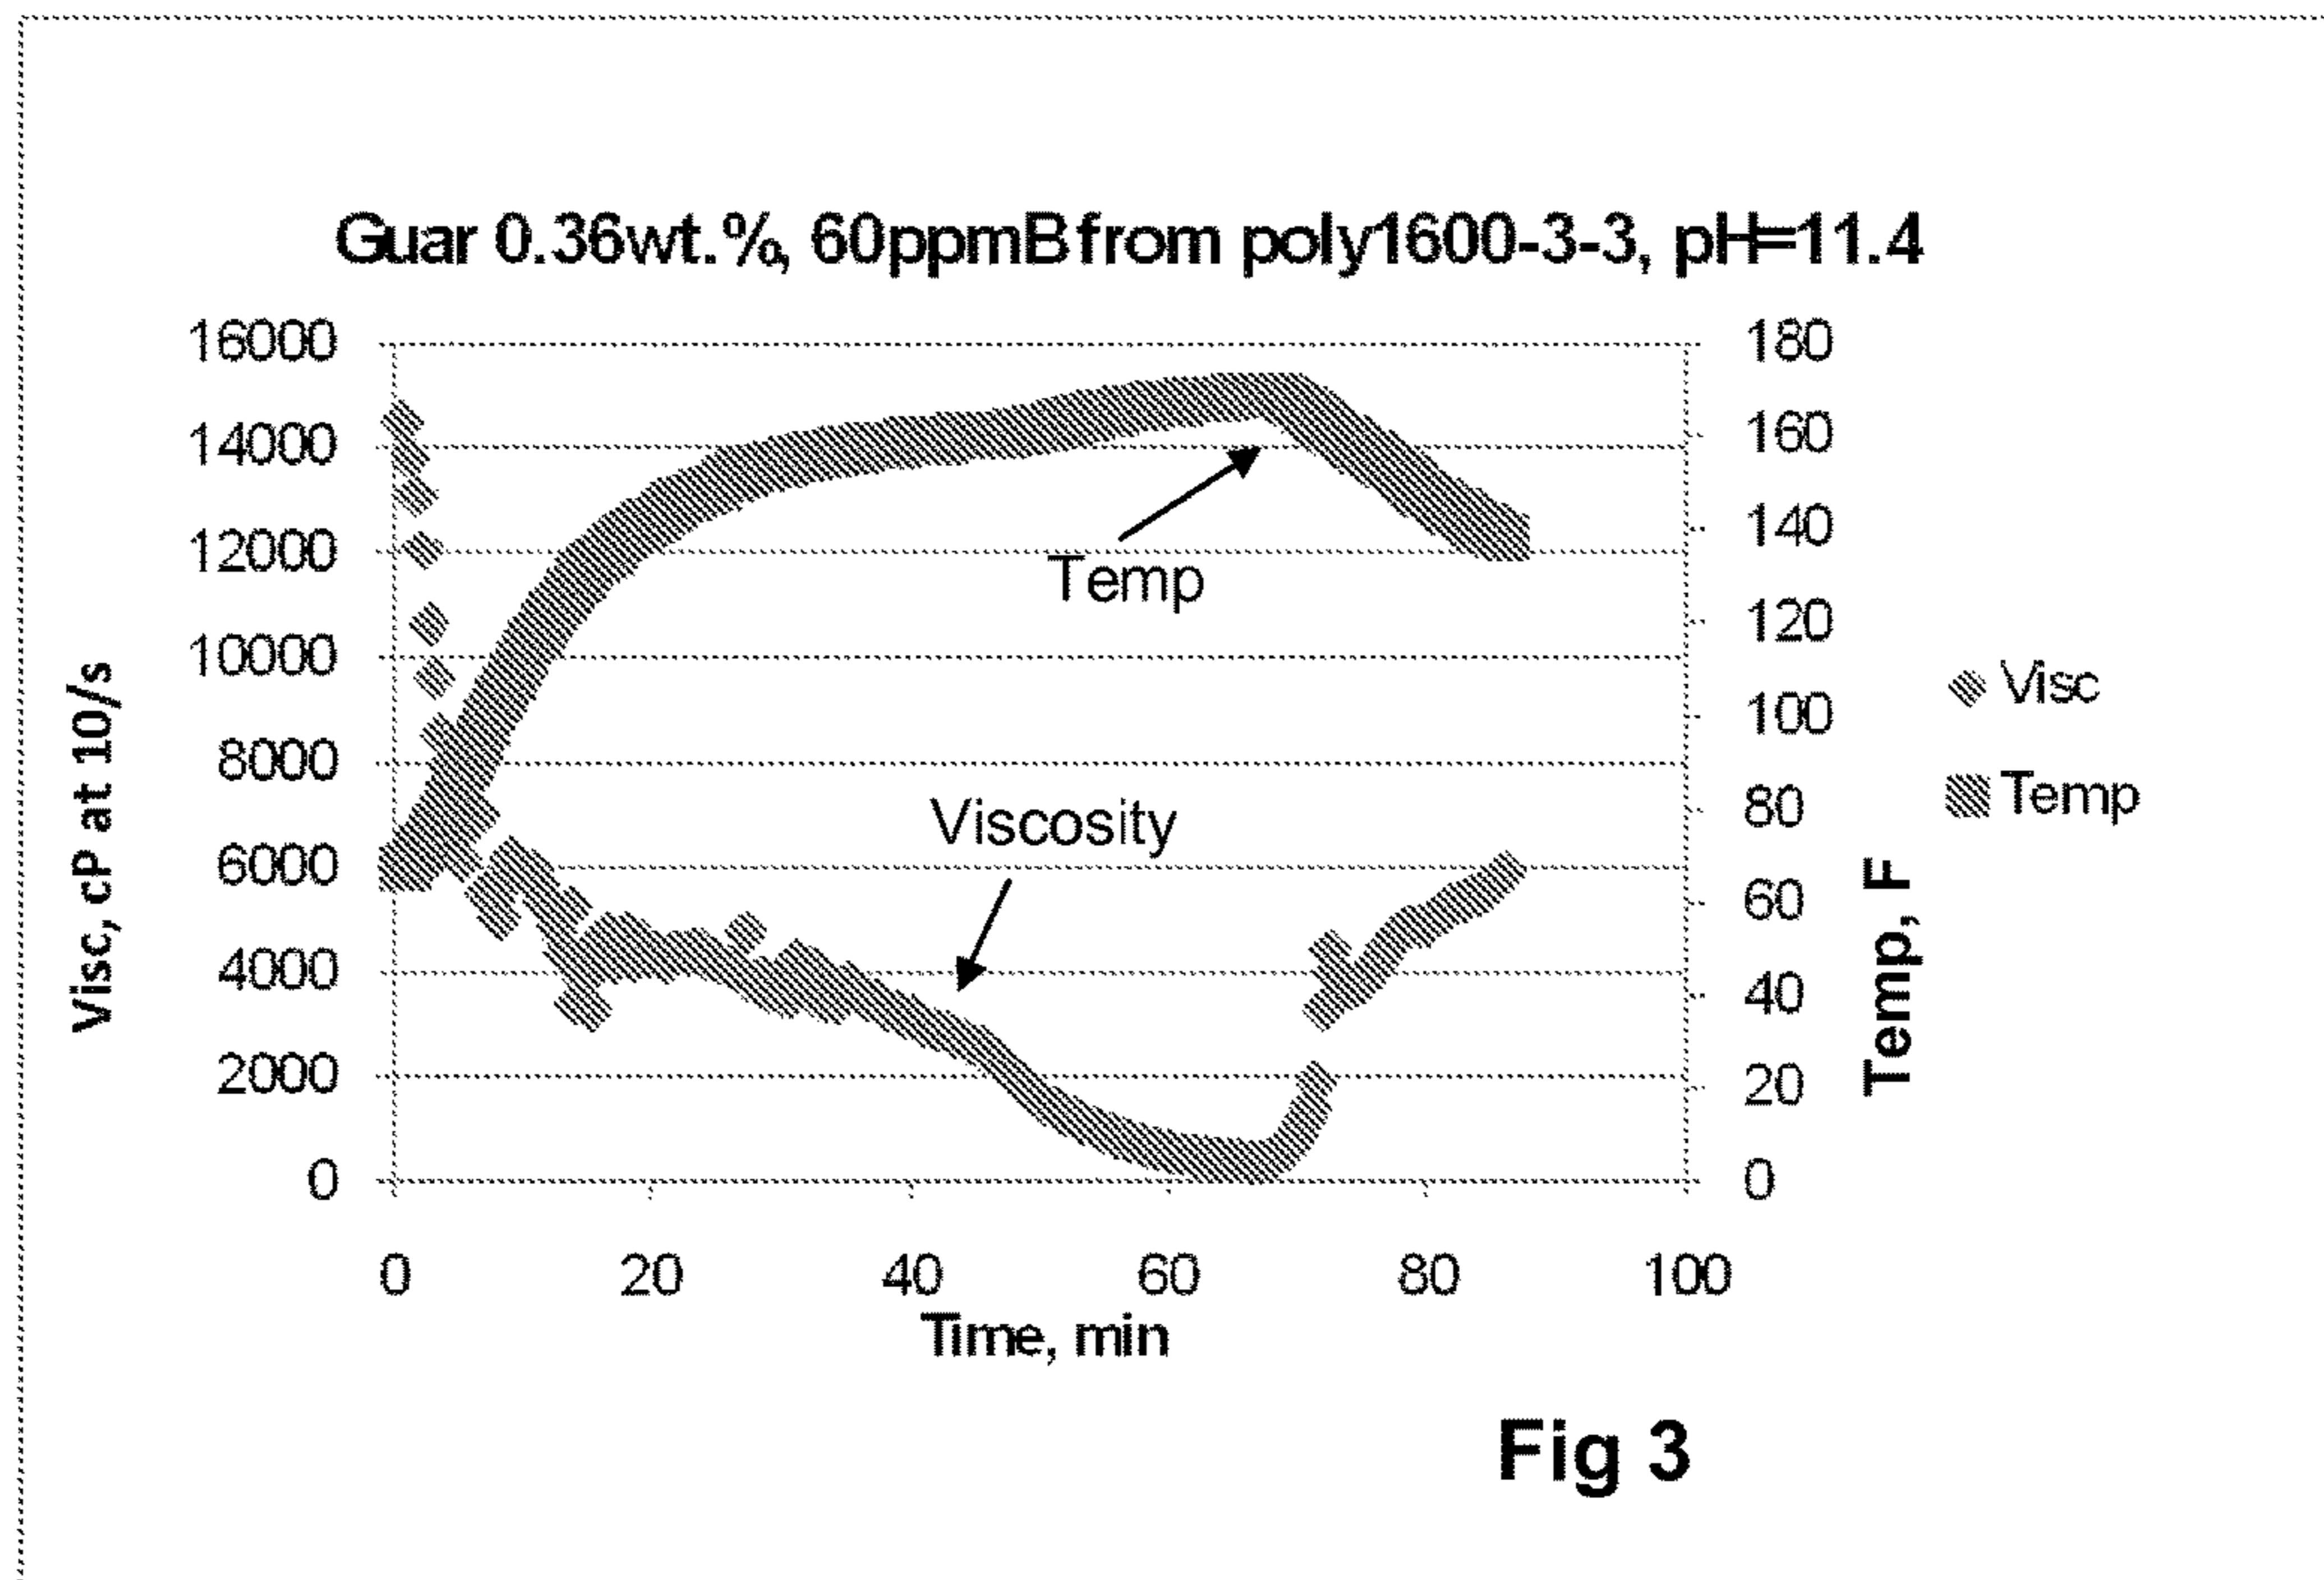 Guar 0.36wt.%, 60ppmB from poly1600-3-3, pH=11.4
16000
14000
12000
10000
8000
6000
4000
2000
0
Visc, cP at 10/s
180
160
140
120
100
80
60
40
20
0
Temp, F
Temp
Viscosity
Visc
Temp
0 20 40 60 80 100
Time, min
Fig 3